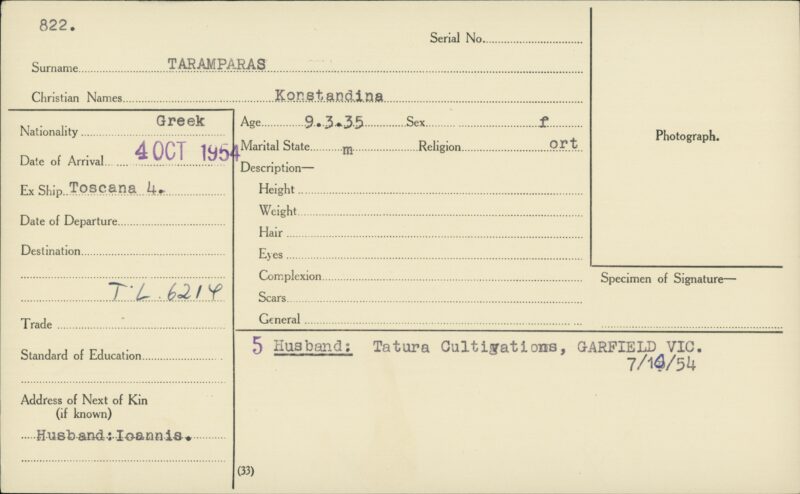 822.
Serial No.
Surname TARAMPARAS
Christian Names Konstandina
Nationality Greek
Date of Arrival 4 OCT 1954
Ex Ship Toscana 4.
Date of Departure
Destination
T.L. 6214
Trade
Standard of Education
Address of Next of Kin
(if known)
Husband:Ioannis.
Age 9.3.35 Sex f
Marital State m Religion ort
Description—
Height
Weight
Hair
Eyes
Complexion
Scars
General
Photograph.
Specimen of Signature—
5 Husband: Tatura Cultivations, GARFIELD VIC.
(33)